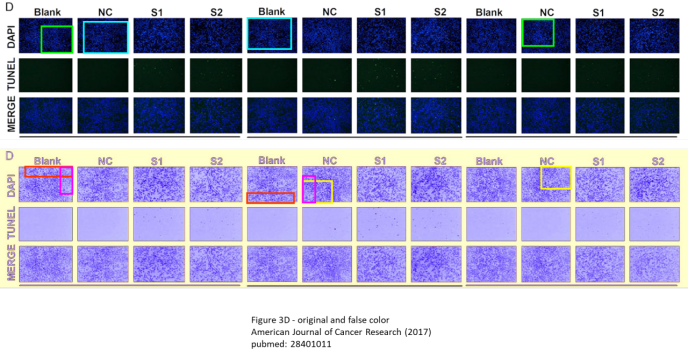 D
Blank NC S1 S2 Blank NC S1 S2 Blank NC S1 S2
DAPI
TUNEL
MERGE
D
Blank NC S1 S2 Blank NC S1 S2 Blank NC S1 S2
DAPI
TUNEL
MERGE
Figure 3D - original and false color
American Journal of Cancer Research (2017)
pubmed: 28401011